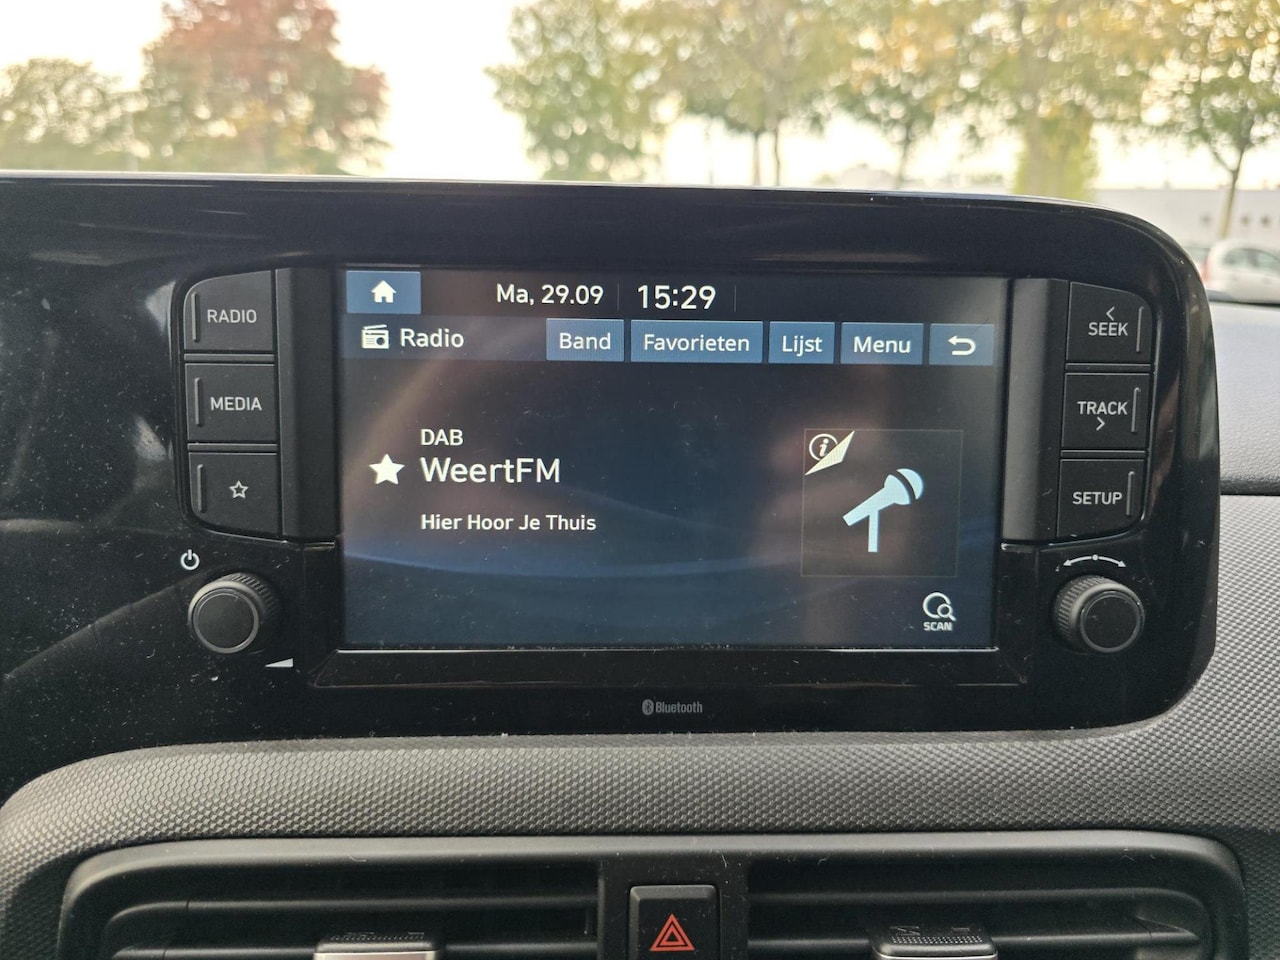 Ma, 29.09 15:29
RADIO
Radio Band Favorieten Lijst Menu
SEEK
MEDIA
TRACK
DAB
WeertFM
Hier Hoor Je Thuis
SETUP
SCAN
Bluetooth